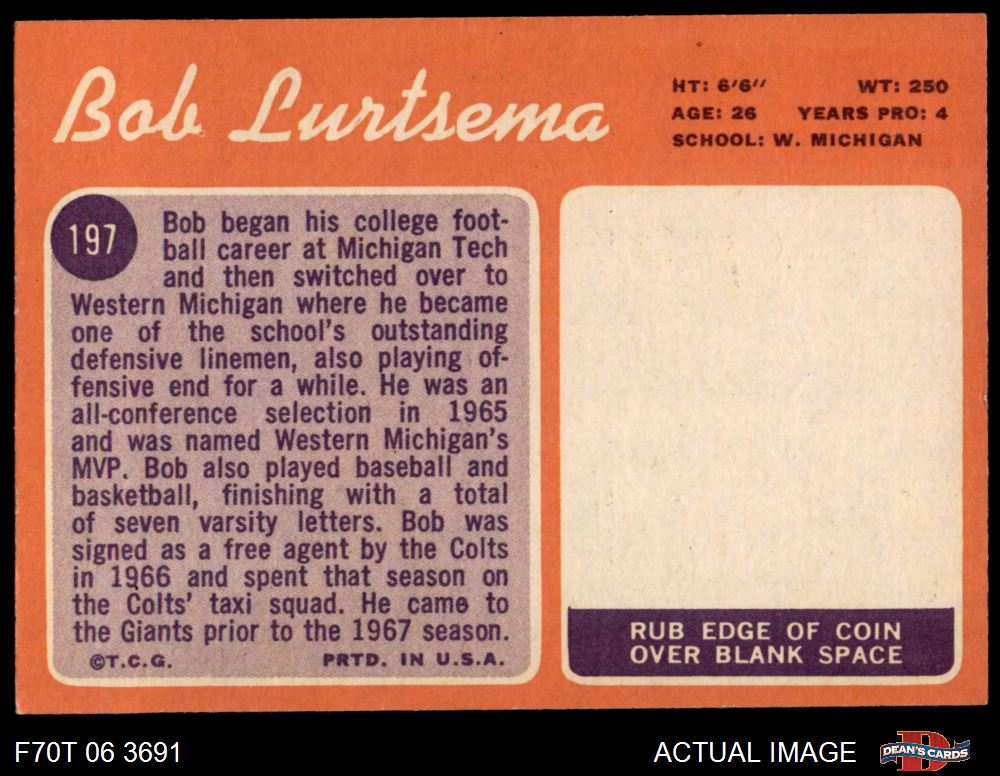 Bob Lurtsema
HT: 6'6" WT: 250
AGE: 26 YEARS PRO: 4
SCHOOL: W. MICHIGAN
197
Bob began his college foot-
ball career at Michigan Tech
and then switched over to
Western Michigan where he became
one of the school's outstanding
defensive linemen, also playing of-
fensive end for a while. He was an
all-conference selection in 1965
and was named Western Michigan's
MVP. Bob also played baseball and
basketball, finishing with a total
of seven varsity letters. Bob was
signed as a free agent by the Colts
in 1966 and spent that season on
the Colts' taxi squad. He came to
the Giants prior to the 1967 season.
©T.C.G. PRTD. IN U.S.A.
RUB EDGE OF COIN
OVER BLANK SPACE
F70T 06 3691
ACTUAL IMAGE
D
DEAN'S CARDS